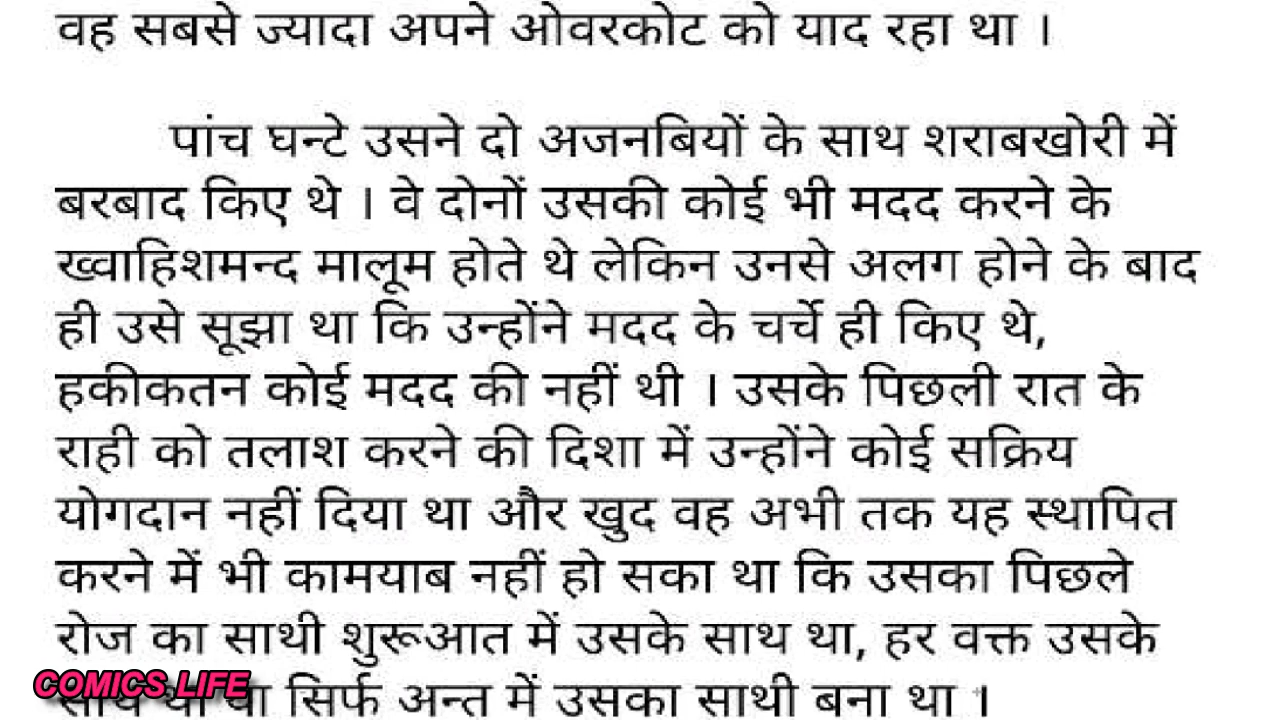 वह सबसे ज्यादा अपने ओवरकोट को याद रहा था ।
पांच घन्टे उसने दो अजनबियों के साथ शराबखोरी में
बरबाद किए थे । वे दोनों उसकी कोई भी मदद करने के
ख्वाहिशमन्द मालूम होते थे लेकिन उनसे अलग होने के बाद
ही उसे सूझा था कि उन्होंने मदद के चर्चे ही किए थे,
हकीकतन कोई मदद की नहीं थी । उसके पिछली रात के
राही को तलाश करने की दिशा में उन्होंने कोई सक्रिय
योगदान नहीं दिया था और खुद वह अभी तक यह स्थापित
करने में भी कामयाब नहीं हो सका था कि उसका पिछले
रोज का साथी शुरूआत में उसके साथ था, हर वक्त उसके
साथ था या सिर्फ अन्त में उसका साथी बना था ।
COMICS LIFE